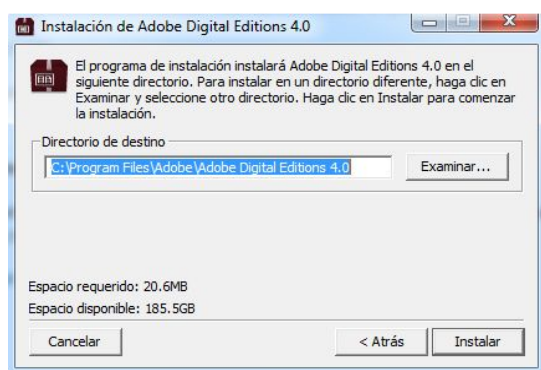 Instalación de Adobe Digital Editions 4.0
El programa de instalación instalará Adobe Digital Editions 4.0 en el
siguiente directorio. Para instalar en un directorio diferente, haga clic en
Examinar y seleccione otro directorio. Haga clic en Instalar para comenzar
la instalación.
Directorio de destino
C:\Program Files\Adobe\Adobe Digital Editions 4.0
Examinar...
Espacio requerido: 20.6MB
Espacio disponible: 185.5GB
Cancelar
< Atrás
Instalar